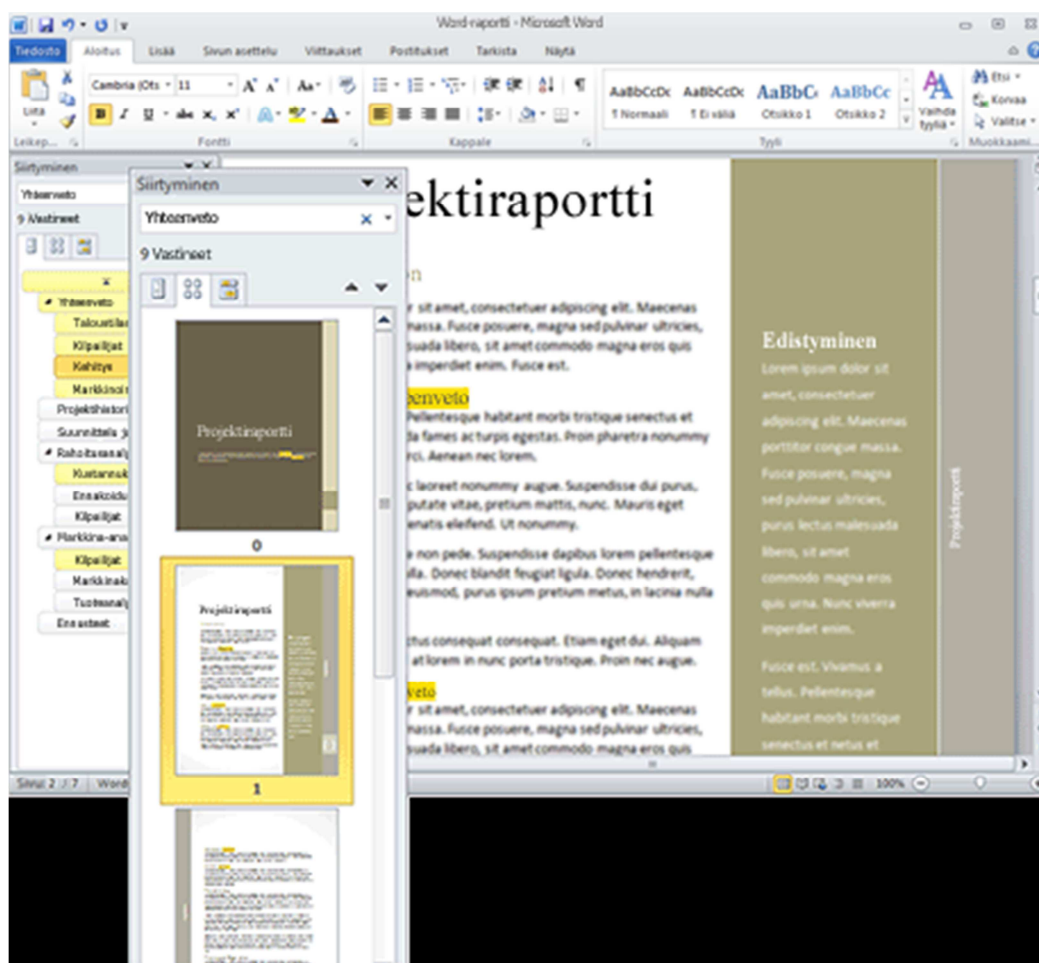 Word-raportti - Microsoft Word
Tiedosto Aloitus Lisää Sivun asettelu Viittaukset Postitukset Tarkista Näytä
Cambria (Ots 11
AaBbCcDc AaBbCcDc AaBbC AaBbCc
Liitä
¶ Normaali ¶ Ei väliä Otsikko 1 Otsikko 2
Vaihda tyyliä
Etsi
Korvaa
Valitse
Leikep... Fontti Kappale Tyyli Muokkaami...
Siirtyminen
Yhteenveto
9 Vastineet
Yhteenveto
Taloustila
Kilpailijat
Kehitys
Markkinoin
Projektihistori
Suunnittelu ja
Rahoitusanaly
Kustannuk
Ennakoidu
Kilpailijat
Markkina-ana
Kilpailijat
Markkinak
Tuoteanaly
Ennusteet
Siirtyminen
Yhteenveto
9 Vastineet
Projektiraportti
0
Projektiraportti
1
ektiraportti
n
r sit amet, consectetuer adipiscing elit. Maecenas
massa. Fusce posuere, magna sed pulvinar ultricies,
suada libero, sit amet commodo magna eros quis
a imperdiet enim. Fusce est.
eenveto
Pellentesque habitant morbi tristique senectus et
da fames ac turpis egestas. Proin pharetra nonummy
rci. Aenean nec lorem.
c laoreet nonummy augue. Suspendisse dui purus,
putate vitae, pretium mattis, nunc. Mauris eget
enatis eleifend. Ut nonummy.
e non pede. Suspendisse dapibus lorem pellentesque
lla. Donec blandit feugiat ligula. Donec hendrerit,
euismod, purus ipsum pretium metus, in lacinia nulla
ctus consequat consequat. Etiam eget dui. Aliquam
at lorem in nunc porta tristique. Proin nec augue.
veto
r sit amet, consectetuer adipiscing elit. Maecenas
massa. Fusce posuere, magna sed pulvinar ultricies,
suada libero, sit amet commodo magna eros quis
Edistyminen
Lorem ipsum dolor sit
amet, consectetuer
adipiscing elit. Maecenas
porttitor congue massa.
Fusce posuere, magna
sed pulvinar ultricies,
purus lectus malesuada
libero, sit amet
commodo magna eros
quis urna. Nunc viverra
imperdiet enim.
Fusce est. Vivamus a
tellus. Pellentesque
habitant morbi tristique
senectus et netus et
Projektiraportti
Sivu: 2 / 7 Word
100%